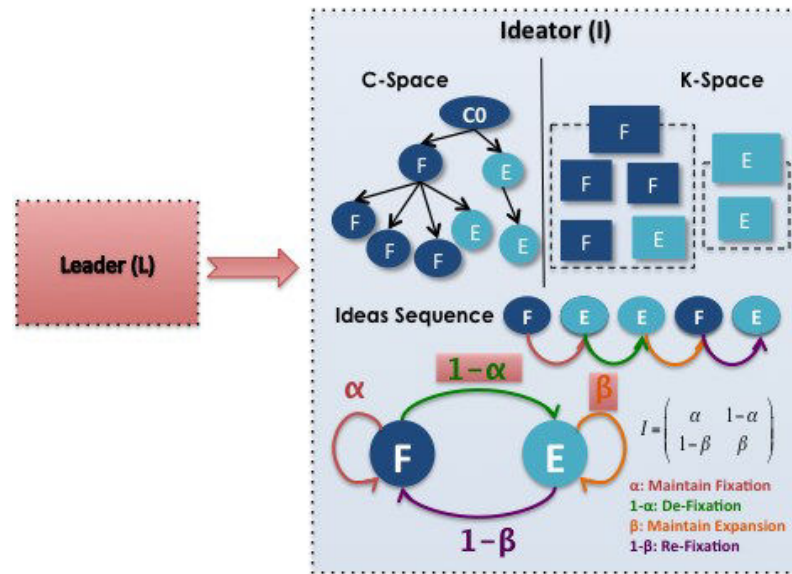 Ideator (I)
C-Space
K-Space
C0
F
E
F
F
F
E
E
F
F
F
F
E
E
E
Leader (L)
Ideas Sequence
F E E F E
1-α
α
β
F
E
1-β
I = ( α 1-α
1-β β )
α: Maintain Fixation
1-α: De-Fixation
β: Maintain Expansion
1-β: Re-Fixation